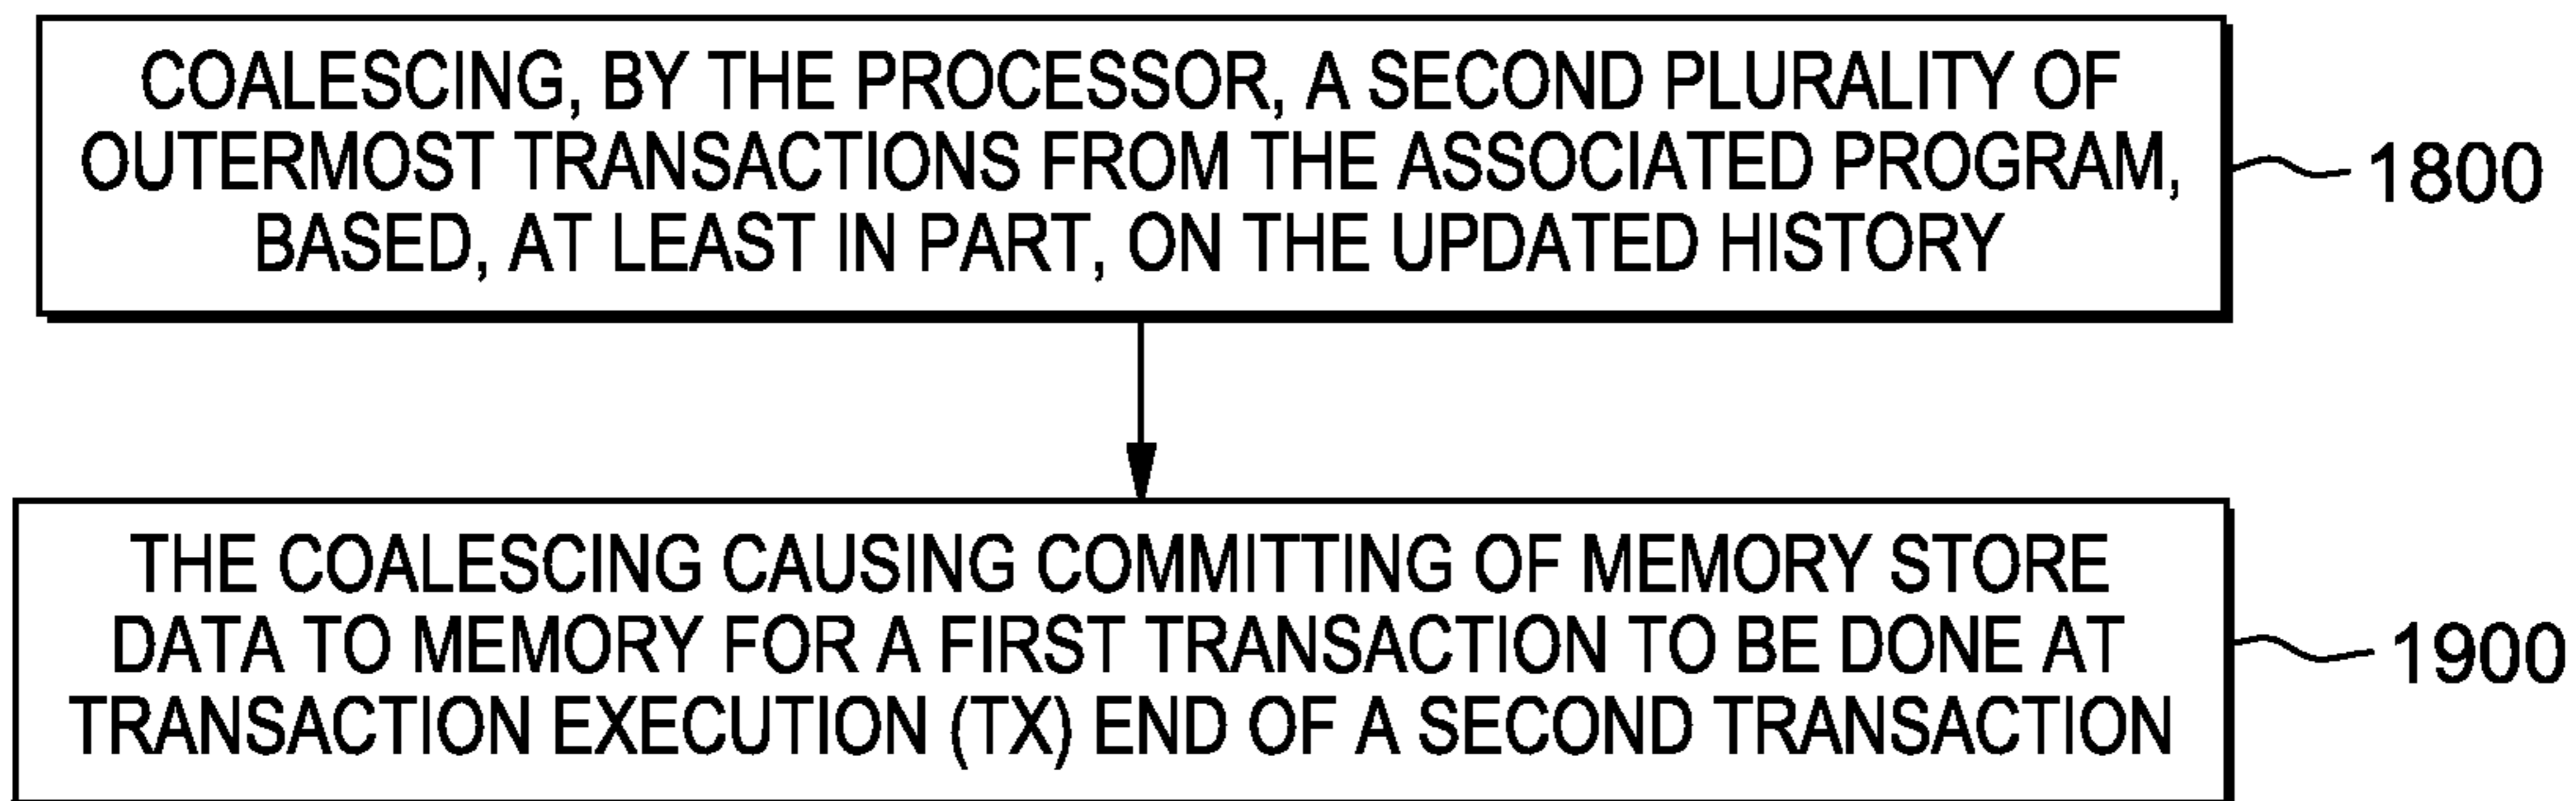 COALESCING, BY THE PROCESSOR, A SECOND PLURALITY OF
OUTERMOST TRANSACTIONS FROM THE ASSOCIATED PROGRAM,
BASED, AT LEAST IN PART, ON THE UPDATED HISTORY
1800
THE COALESCING CAUSING COMMITTING OF MEMORY STORE
DATA TO MEMORY FOR A FIRST TRANSACTION TO BE DONE AT
TRANSACTION EXECUTION (TX) END OF A SECOND TRANSACTION
1900